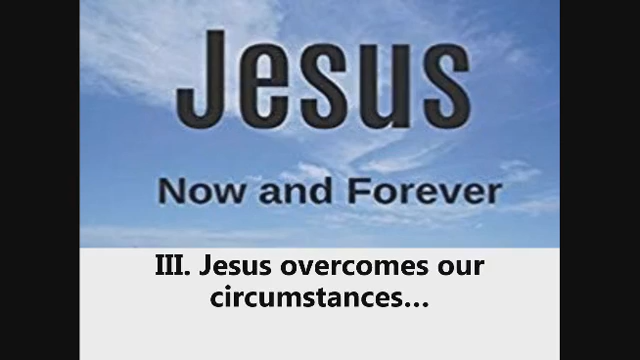 Jesus
Now and Forever
III. Jesus overcomes our
circumstances...